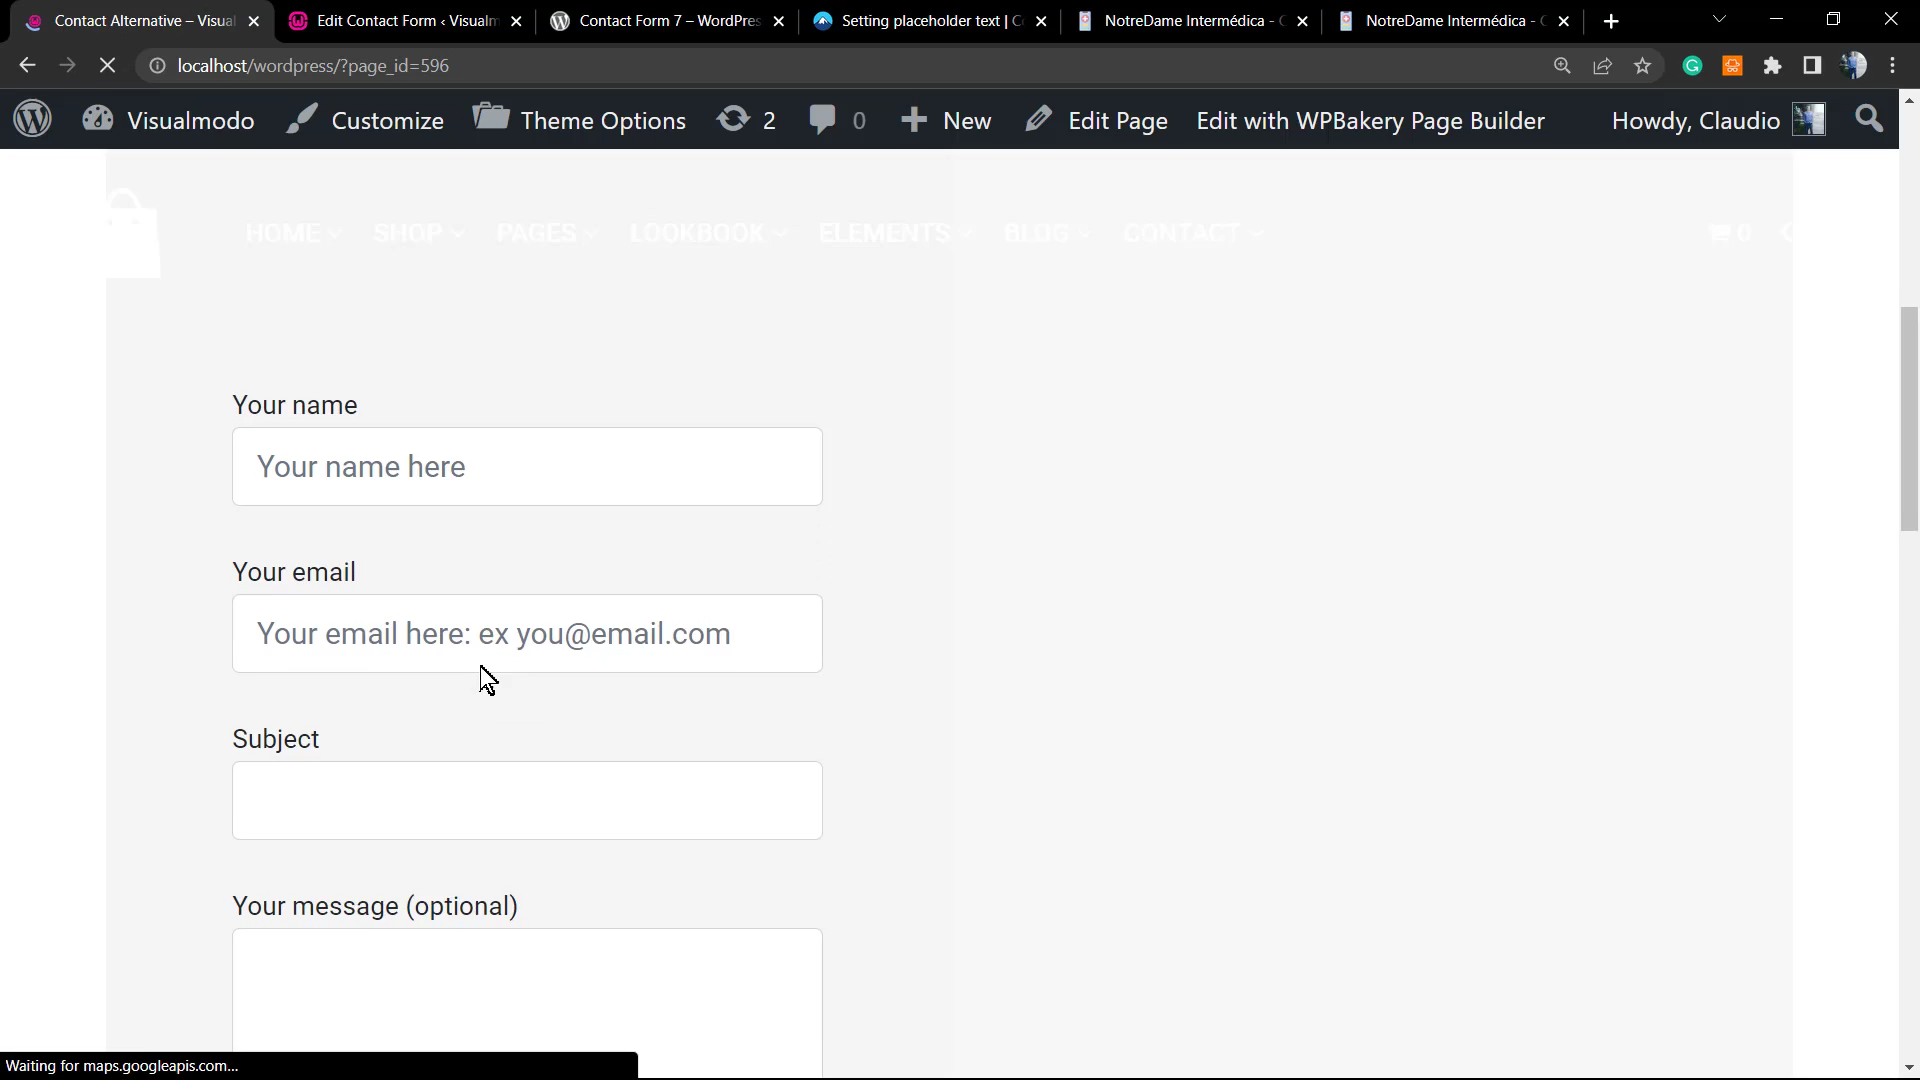 Contact Alternative – Visual
Edit Contact Form ‹ Visualm
Contact Form 7 – WordPres
Setting placeholder text | C
NotreDame Intermédica - C
NotreDame Intermédica - C
localhost/wordpress/?page_id=596
Visualmodo
Customize
Theme Options
2
0
New
Edit Page
Edit with WPBakery Page Builder
Howdy, Claudio
HOME
SHOP
PAGES
LOOKBOOK
ELEMENTS
BLOG
CONTACT
0
Your name
Your name here
Your email
Your email here: ex you@email.com
Subject
Your message (optional)
Waiting for maps.googleapis.com...